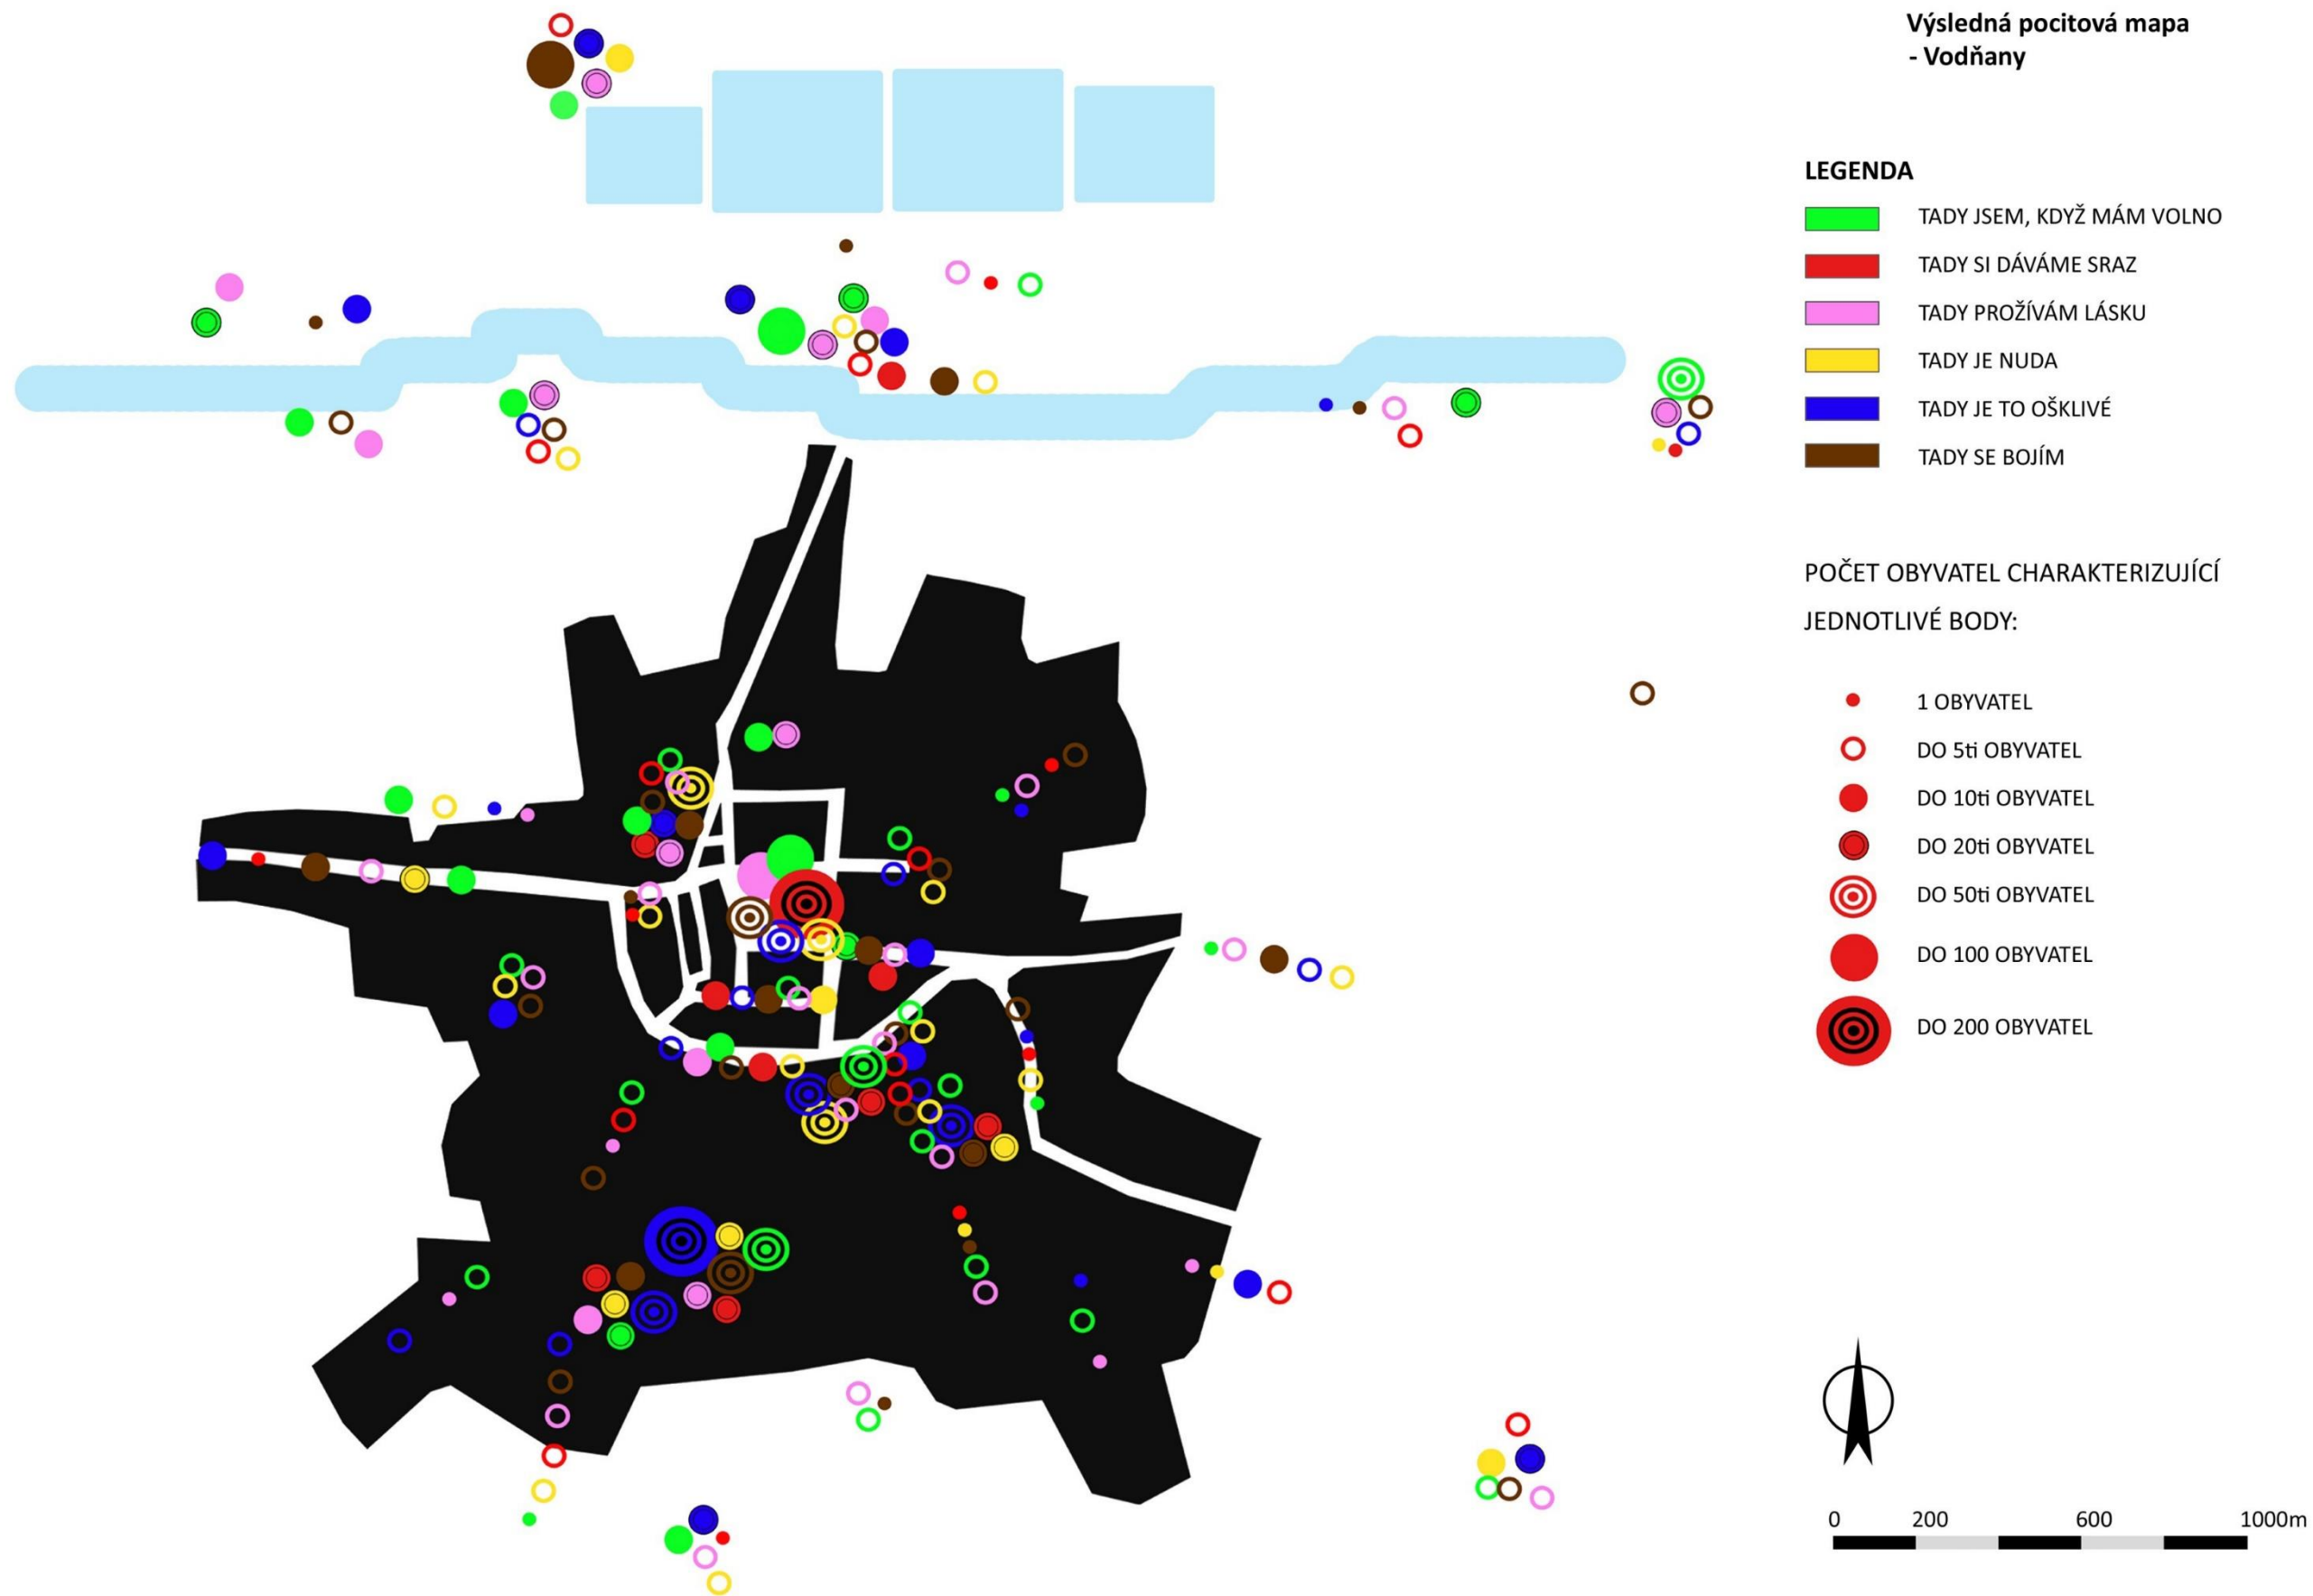 Výsledná pocitová mapa
- Vodňany
LEGENDA
TADY JSEM, KDYŽ MÁM VOLNO
TADY SI DÁVÁME SRAZ
TADY PROŽÍVÁM LÁSKU
TADY JE NUDA
TADY JE TO OŠKLIVÉ
TADY SE BOJÍM
POČET OBYVATEL CHARAKTERIZUJÍCÍ
JEDNOTLIVÉ BODY:
1 OBYVATEL
DO 5ti OBYVATEL
DO 10ti OBYVATEL
DO 20ti OBYVATEL
DO 50ti OBYVATEL
DO 100 OBYVATEL
DO 200 OBYVATEL
0 200 600 1000m